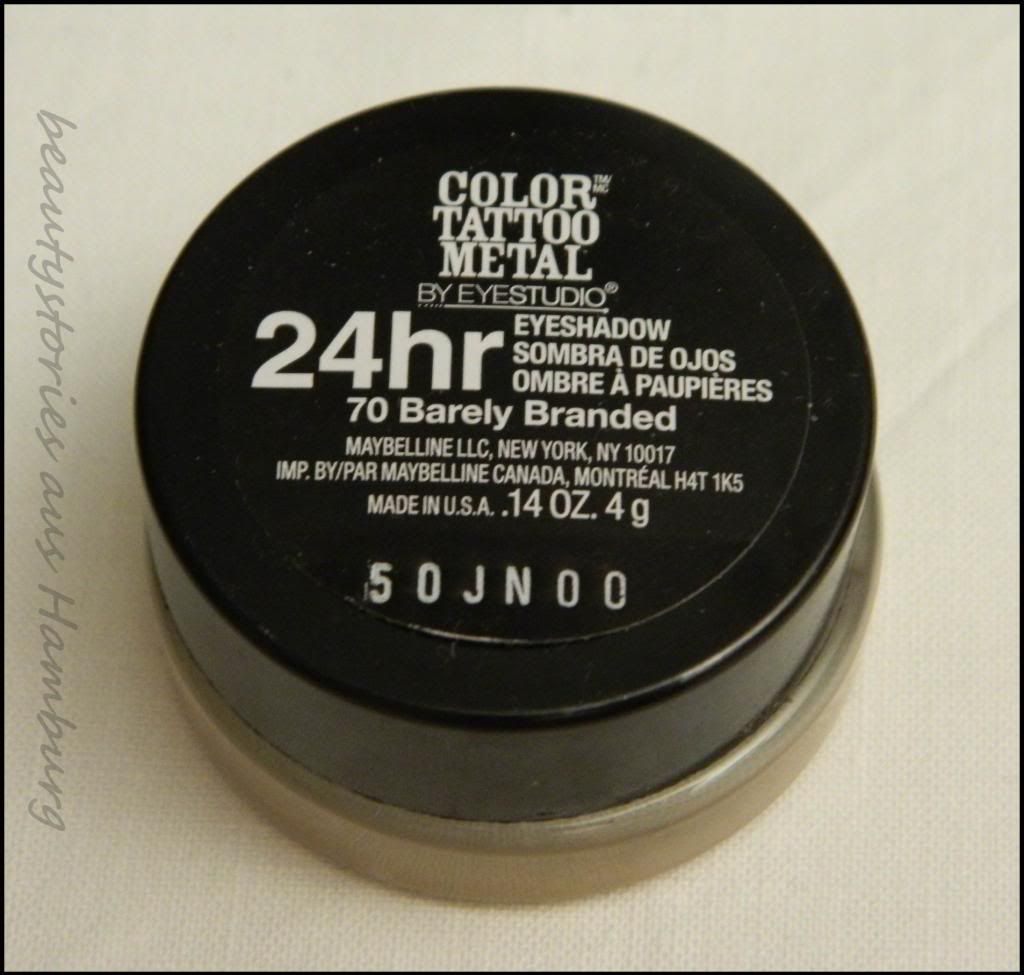 COLOR TM/MC
TATTOO
METAL
BY EYESTUDIO®
24hr EYESHADOW
SOMBRA DE OJOS
OMBRE À PAUPIÈRES
70 Barely Branded
MAYBELLINE LLC, NEW YORK, NY 10017
IMP. BY/PAR MAYBELLINE CANADA, MONTRÉAL H4T 1K5
MADE IN U.S.A. .14 OZ. 4 g
50JN00
beautystories aus Hamburg